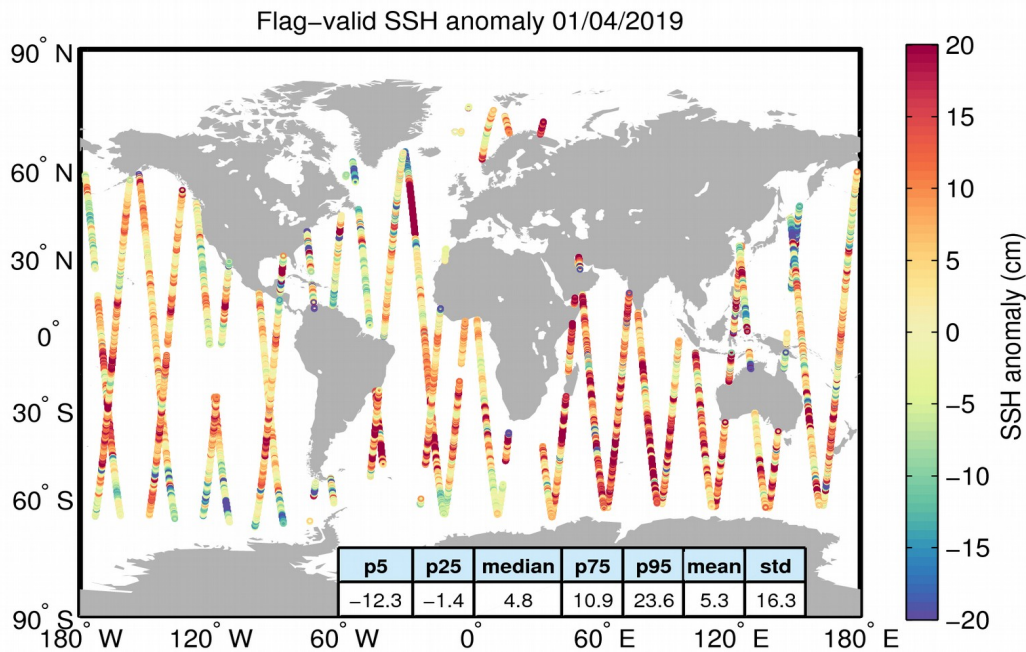 Flag−valid SSH anomaly 01/04/2019
90° N
60° N
30° N
0°
30° S
60° S
90° S
180° W
120° W
60° W
0°
60° E
120° E
180° E
p5 p25 median p75 p95 mean std
−12.3 −1.4 4.8 10.9 23.6 5.3 16.3
20
15
10
5
0
−5
−10
−15
−20
SSH anomaly (cm)